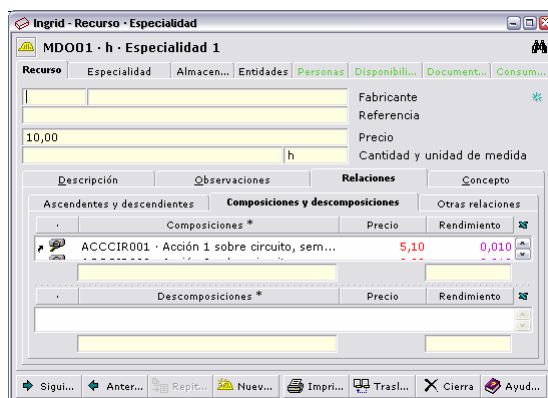 Ingrid - Recurso · Especialidad
MDO01 · h · Especialidad 1
Recurso Especialidad Almacen... Entidades Personas Disponibili... Document... Consum...
Fabricante
Referencia
10,00 Precio
h Cantidad y unidad de medida
Descripción Observaciones Relaciones Concepto
Ascendentes y descendientes Composiciones y descomposiciones Otras relaciones
· Composiciones * Precio Rendimiento
ACCCIR001 · Acción 1 sobre circuito, sem... 5,10 0,010
· Descomposiciones * Precio Rendimiento
Sigui... Anter... Repit... Nuev... Impri... Trasl... Cierra Ayud...